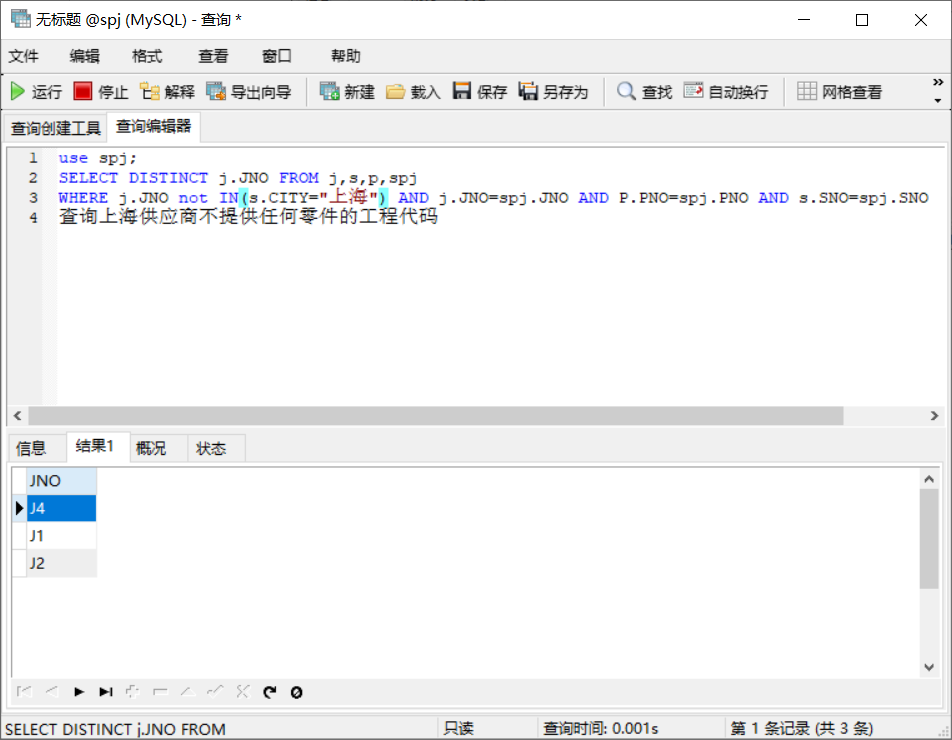 无标题 @spj (MySQL) - 查询 *
文件 编辑 格式 查看 窗口 帮助
运行 停止 解释 导出向导 新建 载入 保存 另存为 查找 自动换行 网格查看 »
查询创建工具 查询编辑器
1 use spj;
2 SELECT DISTINCT j.JNO FROM j,s,p,spj
3 WHERE j.JNO not IN(s.CITY="上海") AND j.JNO=spj.JNO AND P.PNO=spj.PNO AND s.SNO=spj.SNO
4 查询上海供应商不提供任何零件的工程代码
信息 结果1 概况 状态
JNO
J4
J1
J2
SELECT DISTINCT j.JNO FROM 只读 查询时间: 0.001s 第 1 条记录 (共 3 条)